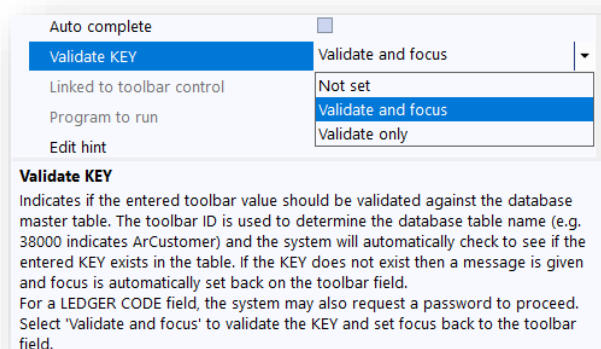 Auto complete
Validate KEY Validate and focus
Linked to toolbar control Not set
Validate and focus
Program to run
Validate only
Edit hint
Validate KEY
Indicates if the entered toolbar value should be validated against the database
master table. The toolbar ID is used to determine the database table name (e.g.
38000 indicates ArCustomer) and the system will automatically check to see if the
entered KEY exists in the table. If the KEY does not exist then a message is given
and focus is automatically set back on the toolbar field.
For a LEDGER CODE field, the system may also request a password to proceed.
Select 'Validate and focus' to validate the KEY and set focus back to the toolbar
field.